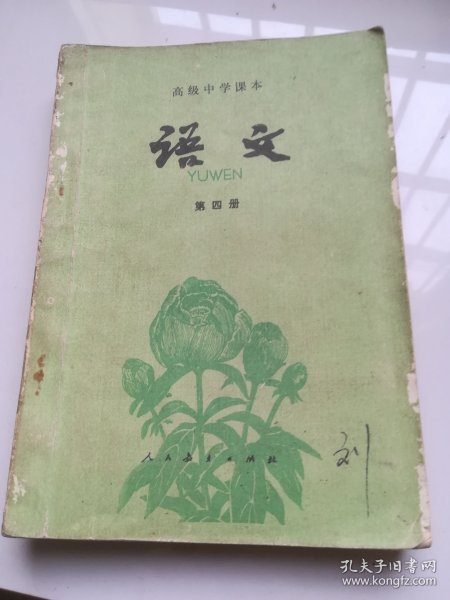 高级中学课本
语文
YUWEN
第四册
人民教育出版社
刘
孔夫子旧书网
www.kongfz.com